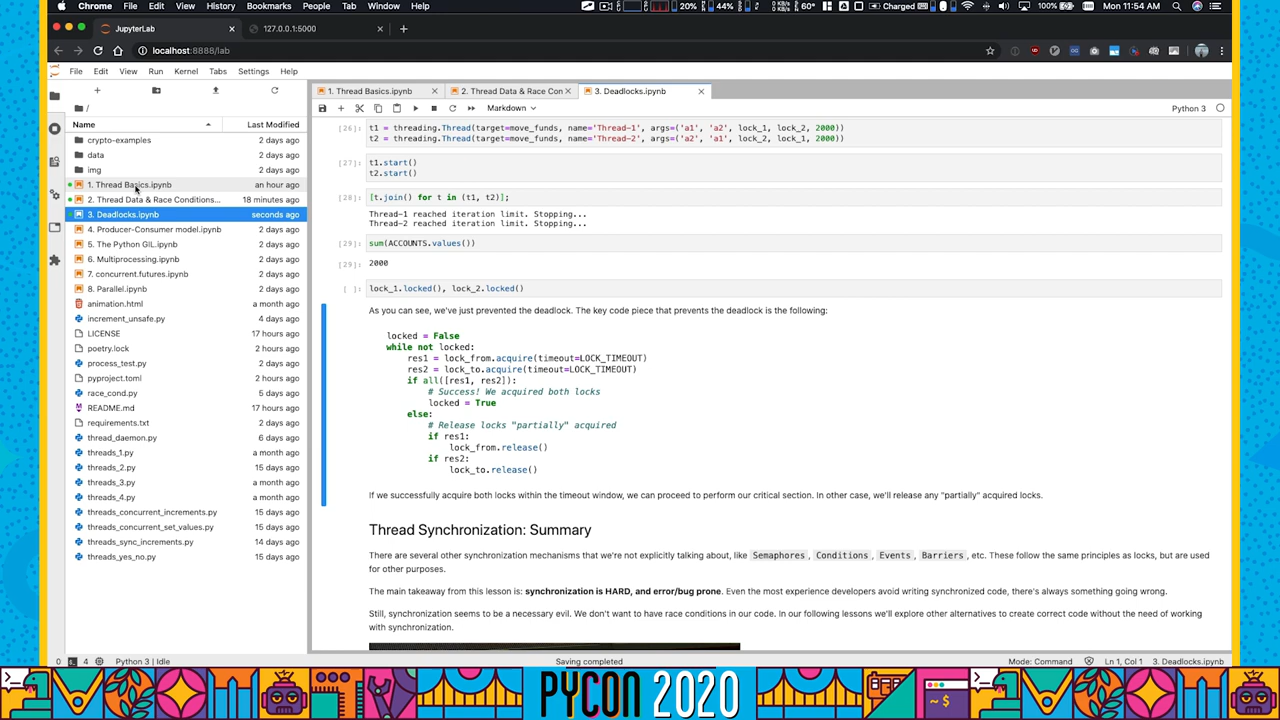 Chrome File Edit View History Bookmarks People Tab Window Help
20% 44% 60° Charged 100% Mon 11:54 AM
JupyterLab
127.0.0.1:5000
localhost:8888/lab
File Edit View Run Kernel Tabs Settings Help
/
Name Last Modified
crypto-examples 2 days ago
data 2 days ago
img 2 days ago
1. Thread Basics.ipynb an hour ago
2. Thread Data & Race Conditions... 18 minutes ago
3. Deadlocks.ipynb seconds ago
4. Producer-Consumer model.ipynb 2 days ago
5. The Python GIL.ipynb 2 days ago
6. Multiprocessing.ipynb 2 days ago
7. concurrent.futures.ipynb 2 days ago
8. Parallel.ipynb 2 days ago
animation.html a month ago
increment_unsafe.py 4 days ago
LICENSE 17 hours ago
poetry.lock 2 hours ago
process_test.py 2 days ago
pyproject.toml 2 days ago
race_cond.py 5 days ago
README.md 17 hours ago
requirements.txt 2 days ago
thread_daemon.py 6 days ago
threads_1.py a month ago
threads_2.py 15 days ago
threads_3.py a month ago
threads_4.py a month ago
threads_concurrent_increments.py 15 days ago
threads_concurrent_set_values.py 15 days ago
threads_sync_increments.py 14 days ago
threads_yes_no.py 15 days ago
1. Thread Basics.ipynb
2. Thread Data & Race Con
3. Deadlocks.ipynb
Markdown
Python 3
[26]: t1 = threading.Thread(target=move_funds, name='Thread-1', args=('a1', 'a2', lock_1, lock_2, 2000))
t2 = threading.Thread(target=move_funds, name='Thread-2', args=('a2', 'a1', lock_2, lock_1, 2000))
[27]: t1.start()
t2.start()
[28]: [t.join() for t in (t1, t2)];
Thread-1 reached iteration limit. Stopping...
Thread-2 reached iteration limit. Stopping...
[29]: sum(ACCOUNTS.values())
[29]: 2000
[ ]: lock_1.locked(), lock_2.locked()
As you can see, we've just prevented the deadlock. The key code piece that prevents the deadlock is the following:
locked = False
while not locked:
res1 = lock_from.acquire(timeout=LOCK_TIMEOUT)
res2 = lock_to.acquire(timeout=LOCK_TIMEOUT)
if all([res1, res2]):
# Success! We acquired both locks
locked = True
else:
# Release locks "partially" acquired
if res1:
lock_from.release()
if res2:
lock_to.release()
If we successfully acquire both locks within the timeout window, we can proceed to perform our critical section. In other case, we'll release any "partially" acquired locks.
Thread Synchronization: Summary
There are several other synchronization mechanisms that we're not explicitly talking about, like Semaphores, Conditions, Events, Barriers, etc. These follow the same principles as locks, but are used
for other purposes.
The main takeaway from this lesson is: synchronization is HARD, and error/bug prone. Even the most experience developers avoid writing synchronized code, there's always something going wrong.
Still, synchronization seems to be a necessary evil. We don't want to have race conditions in our code. In our following lessons we'll explore other alternatives to create correct code without the need of working
with synchronization.
0 4 Python 3 | Idle
Saving completed
Mode: Command
Ln 1, Col 1
3. Deadlocks.ipynb
PYCON 2020
~ $